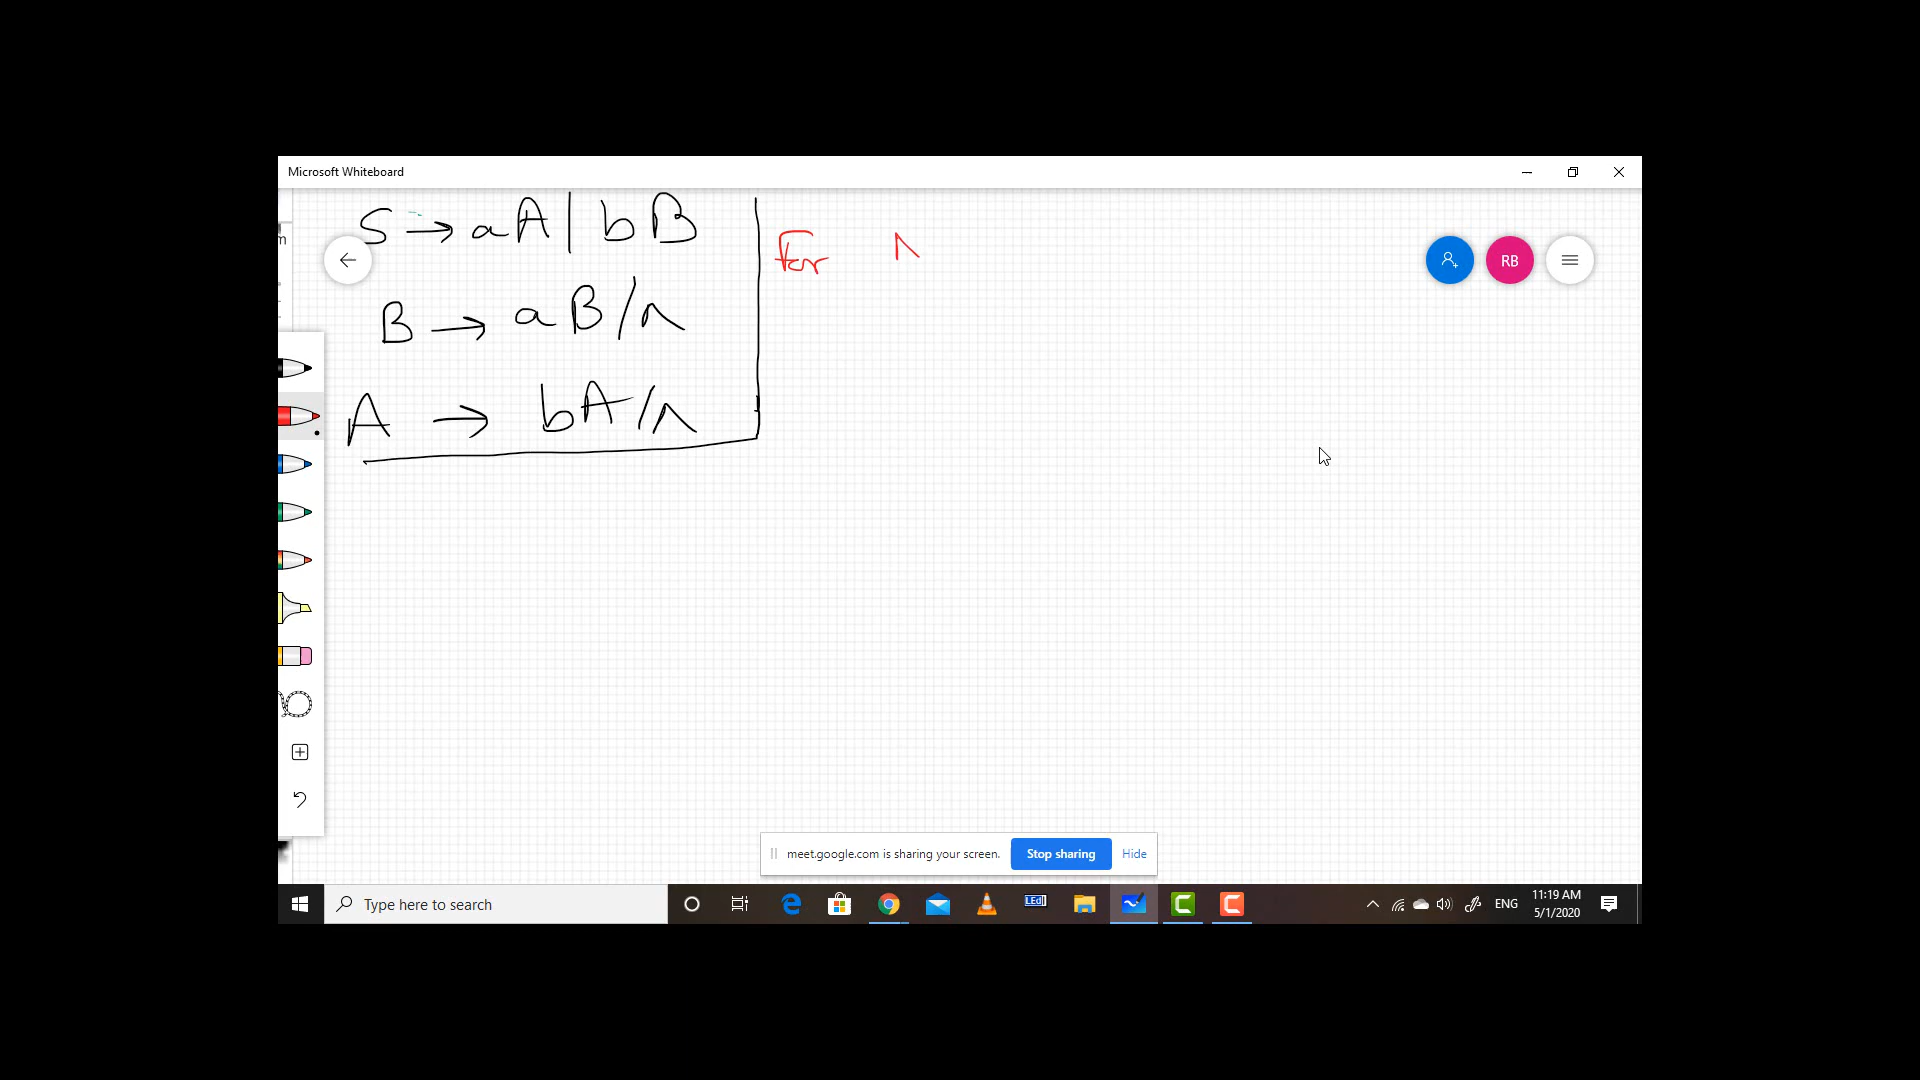 Microsoft Whiteboard
S → aA | bB
For Λ
B → aB / Λ
A → bA / Λ
RB
m
meet.google.com is sharing your screen. Stop sharing Hide
Type here to search
LEd
ENG
11:19 AM
5/1/2020